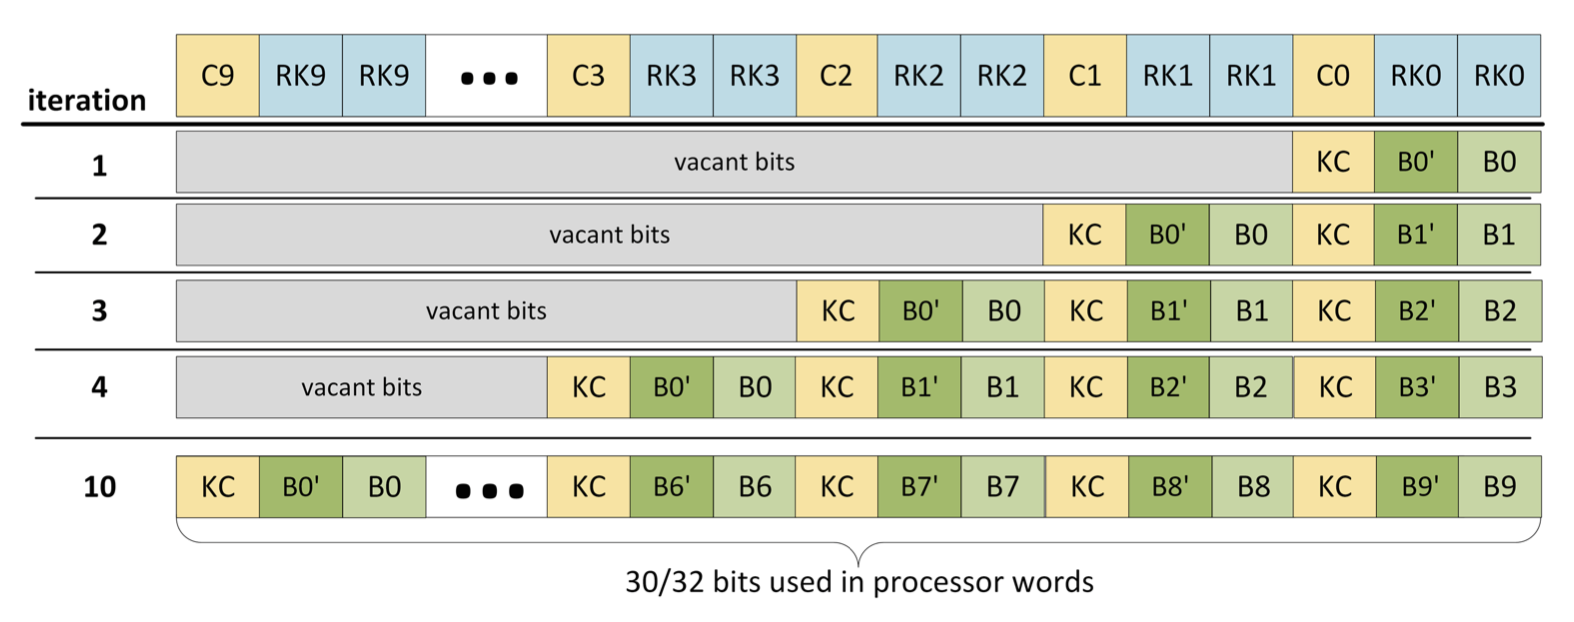 C9 RK9 RK9 ••• C3 RK3 RK3 C2 RK2 RK2 C1 RK1 RK1 C0 RK0 RK0
iteration
1 vacant bits KC B0' B0
2 vacant bits KC B0' B0 KC B1' B1
3 vacant bits KC B0' B0 KC B1' B1 KC B2' B2
4 vacant bits KC B0' B0 KC B1' B1 KC B2' B2 KC B3' B3
10 KC B0' B0 ••• KC B6' B6 KC B7' B7 KC B8' B8 KC B9' B9
30/32 bits used in processor words